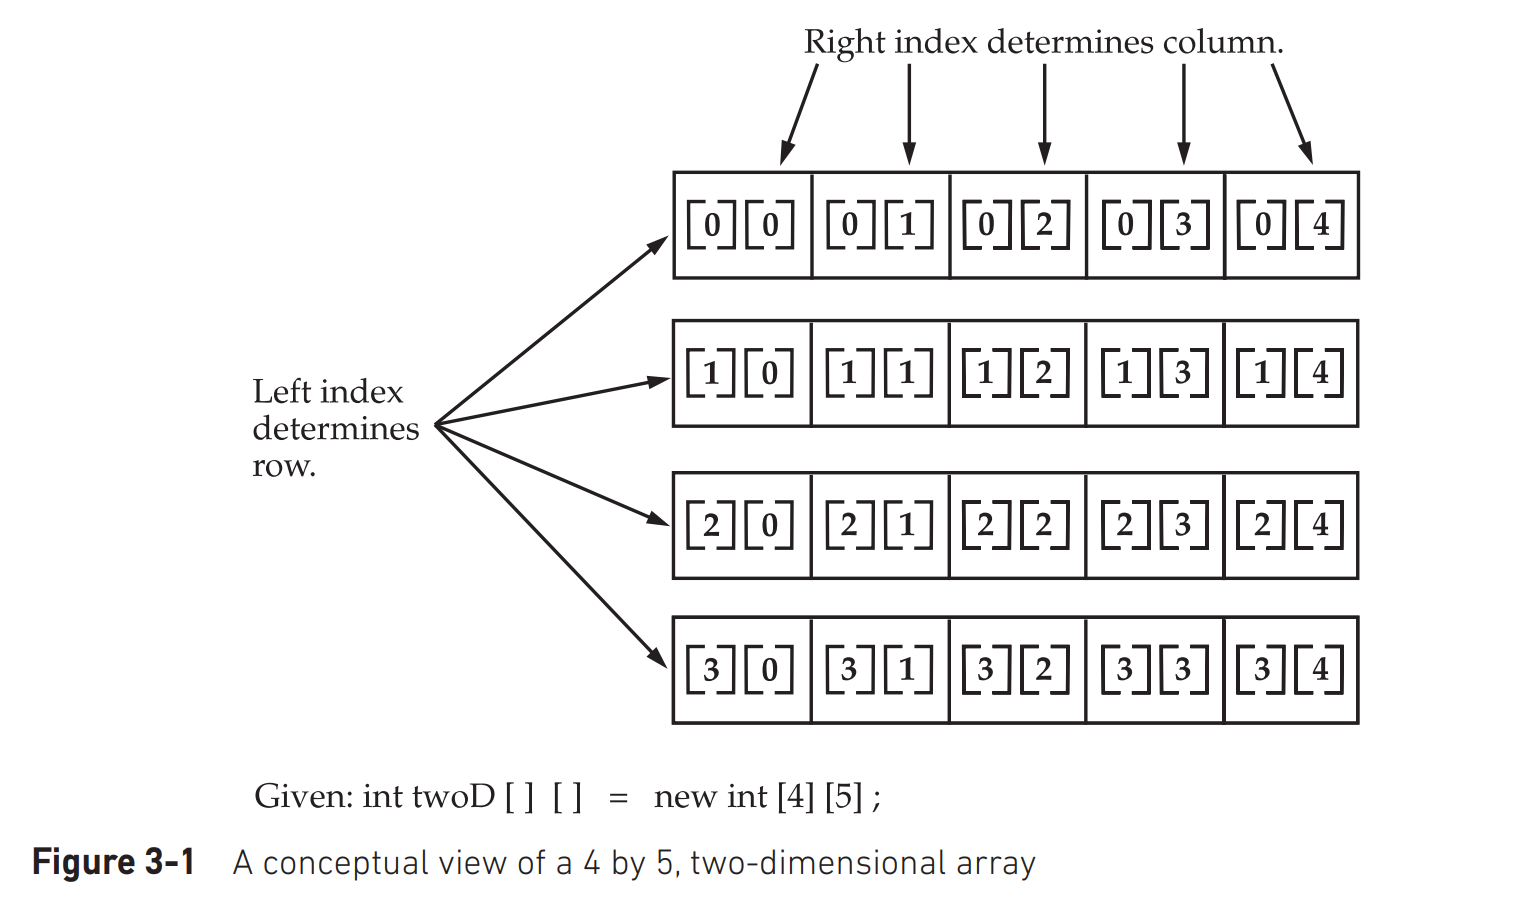 Right index determines column.
[0][0] [0][1] [0][2] [0][3] [0][4]
[1][0] [1][1] [1][2] [1][3] [1][4]
Left index
determines
row.
[2][0] [2][1] [2][2] [2][3] [2][4]
[3][0] [3][1] [3][2] [3][3] [3][4]
Given: int twoD [ ] [ ] = new int [4] [5] ;
Figure 3-1 A conceptual view of a 4 by 5, two-dimensional array